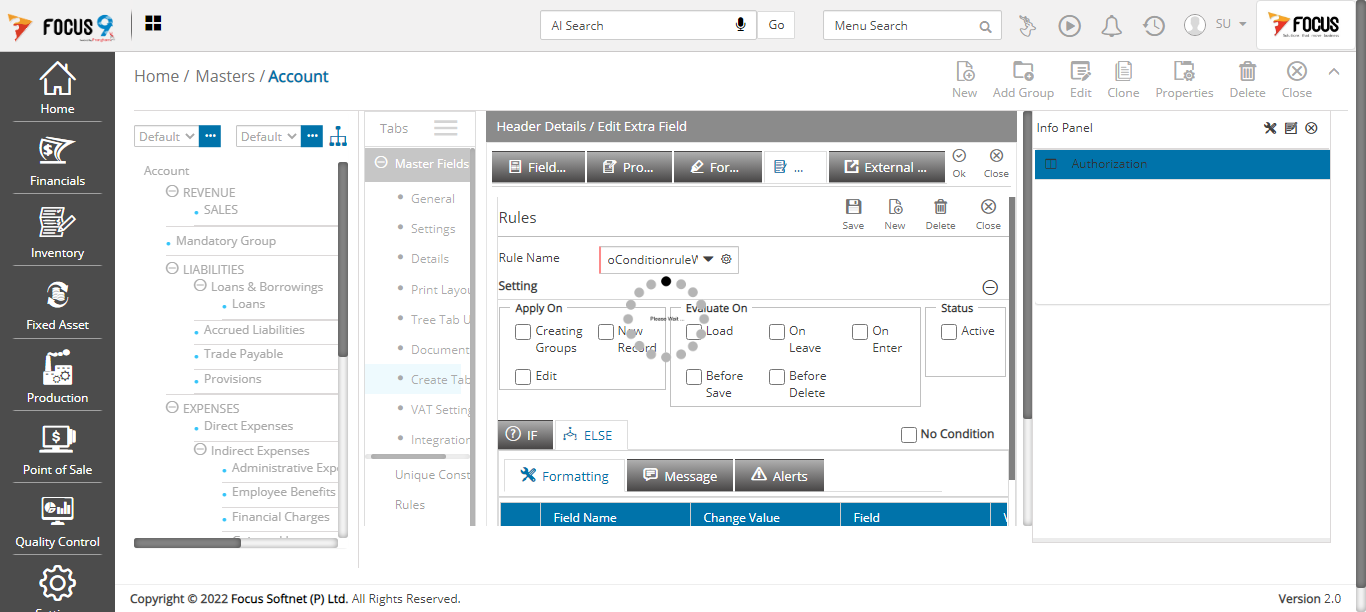 FOCUS 9
AI Search
Go
Menu Search
SU
FOCUS
Home
Financials
Inventory
Fixed Asset
Production
Point of Sale
Quality Control
Home / Masters / Account
New
Add Group
Edit
Clone
Properties
Delete
Close
Default
Default
Account
REVENUE
SALES
Mandatory Group
LIABILITIES
Loans & Borrowings
Loans
Accrued Liabilities
Trade Payable
Provisions
EXPENSES
Direct Expenses
Indirect Expenses
Administrative Expe
Employee Benefits
Financial Charges
Tabs
Master Fields
General
Settings
Details
Print Layou
Tree Tab U
Document
Create Tab
VAT Setting
Integration
Unique Const
Rules
Header Details / Edit Extra Field
Field...
Pro...
For...
...
External ...
Ok
Close
Rules
Save
New
Delete
Close
Rule Name
oConditionruleW
Setting
Please Wait ...
Apply On
Creating Groups
New Record
Edit
Evaluate On
Load
On Leave
On Enter
Before Save
Before Delete
Status
Active
IF
ELSE
No Condition
Formatting
Message
Alerts
Field Name
Change Value
Field
Info Panel
Authorization
Copyright © 2022 Focus Softnet (P) Ltd. All Rights Reserved.
Version 2.0